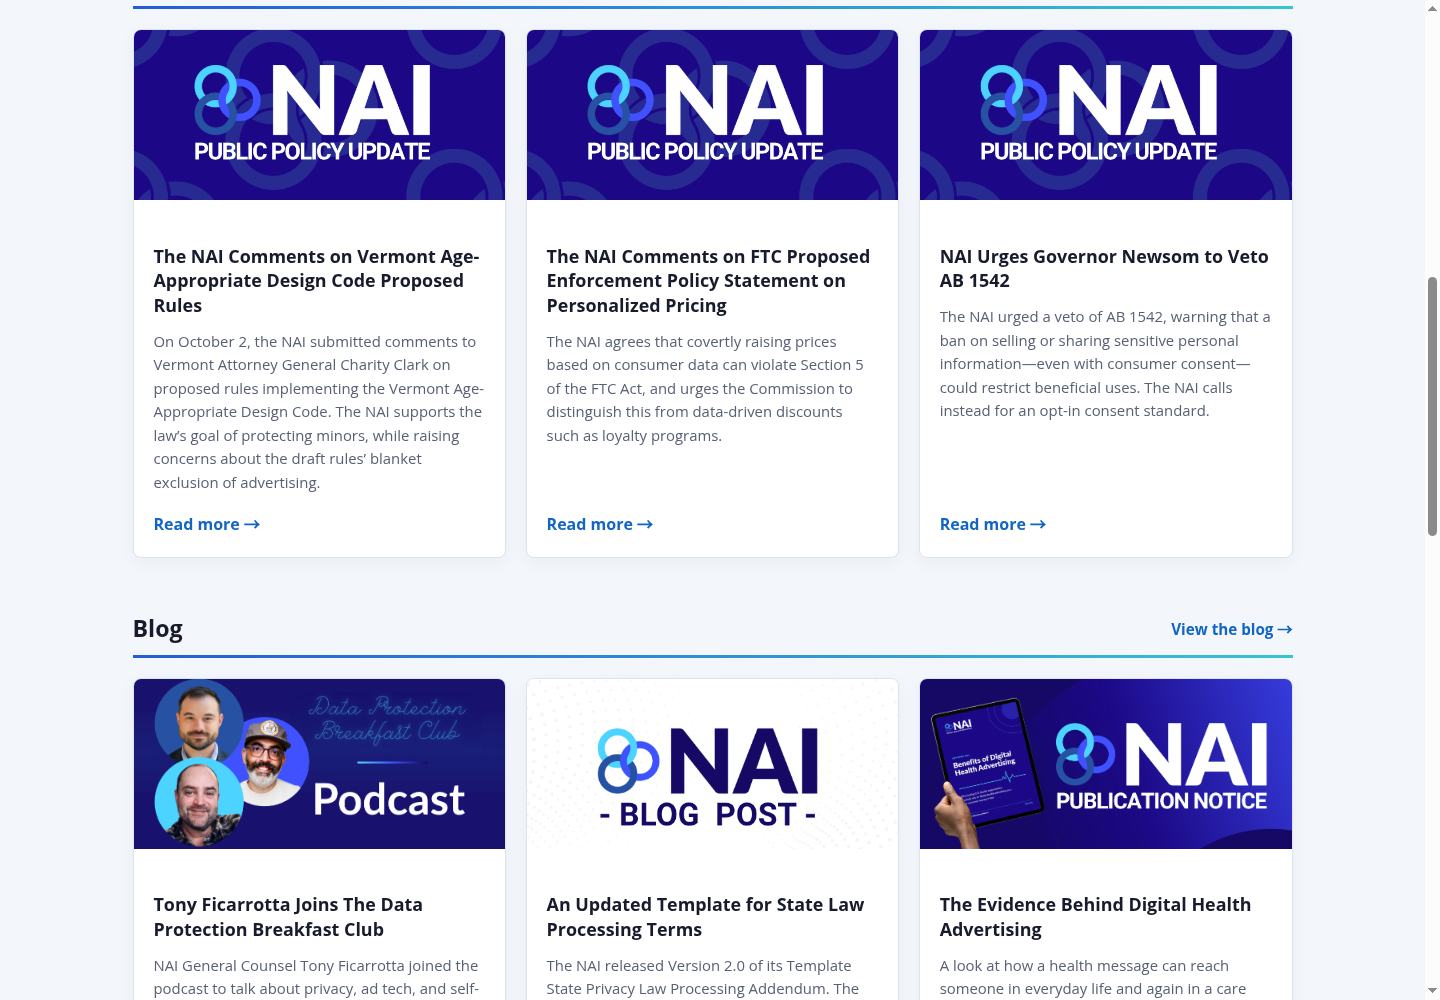 NAI
PUBLIC POLICY UPDATE
The NAI Comments on Vermont Age-
Appropriate Design Code Proposed
Rules
On October 2, the NAI submitted comments to
Vermont Attorney General Charity Clark on
proposed rules implementing the Vermont Age-
Appropriate Design Code. The NAI supports the
law’s goal of protecting minors, while raising
concerns about the draft rules’ blanket
exclusion of advertising.
Read more →
NAI
PUBLIC POLICY UPDATE
The NAI Comments on FTC Proposed
Enforcement Policy Statement on
Personalized Pricing
The NAI agrees that covertly raising prices
based on consumer data can violate Section 5
of the FTC Act, and urges the Commission to
distinguish this from data-driven discounts
such as loyalty programs.
Read more →
NAI
PUBLIC POLICY UPDATE
NAI Urges Governor Newsom to Veto
AB 1542
The NAI urged a veto of AB 1542, warning that a
ban on selling or sharing sensitive personal
information—even with consumer consent—
could restrict beneficial uses. The NAI calls
instead for an opt-in consent standard.
Read more →
Blog
View the blog →
Data Protection
Breakfast Club
Podcast
Tony Ficarrotta Joins The Data
Protection Breakfast Club
NAI General Counsel Tony Ficarrotta joined the
podcast to talk about privacy, ad tech, and self-
NAI
- BLOG POST -
An Updated Template for State Law
Processing Terms
The NAI released Version 2.0 of its Template
State Privacy Law Processing Addendum. The
NAI
Benefits of Digital
Health Advertising
NAI
PUBLICATION NOTICE
The Evidence Behind Digital Health
Advertising
A look at how a health message can reach
someone in everyday life and again in a care